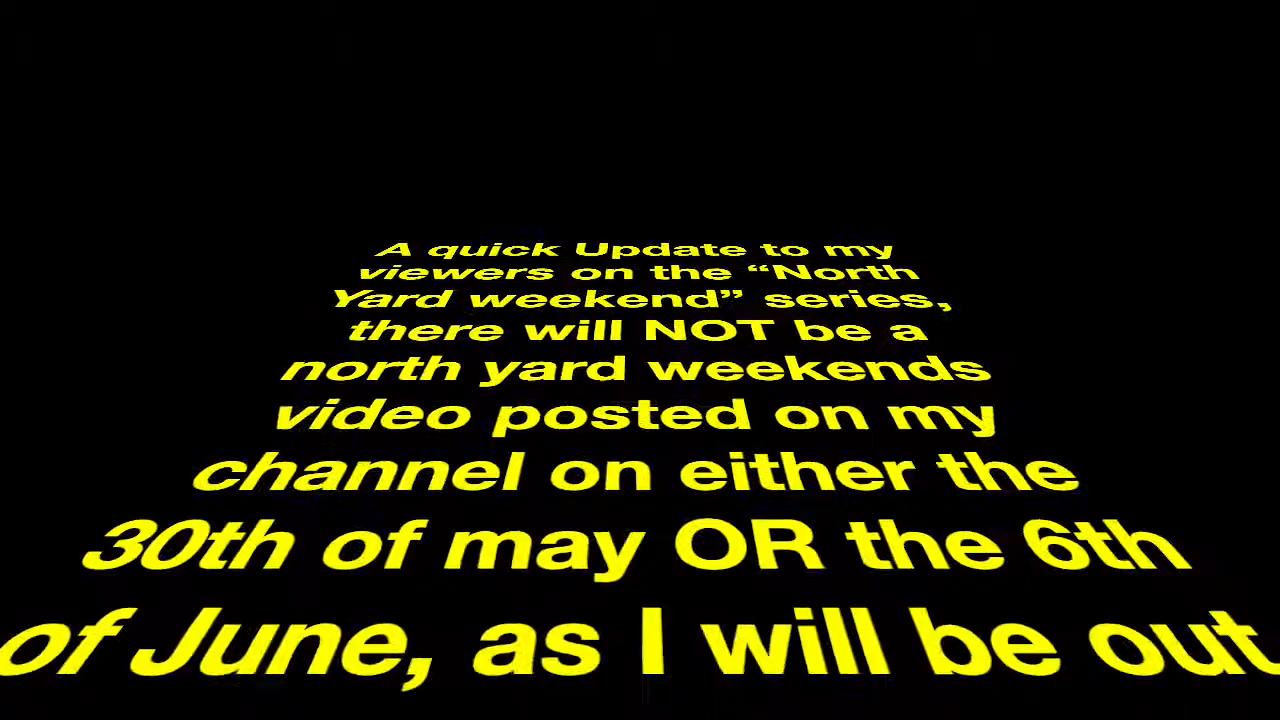 A quick Update to my
viewers on the “North
Yard weekend” series,
there will NOT be a
north yard weekends
video posted on my
channel on either the
30th of may OR the 6th
of June, as I will be out